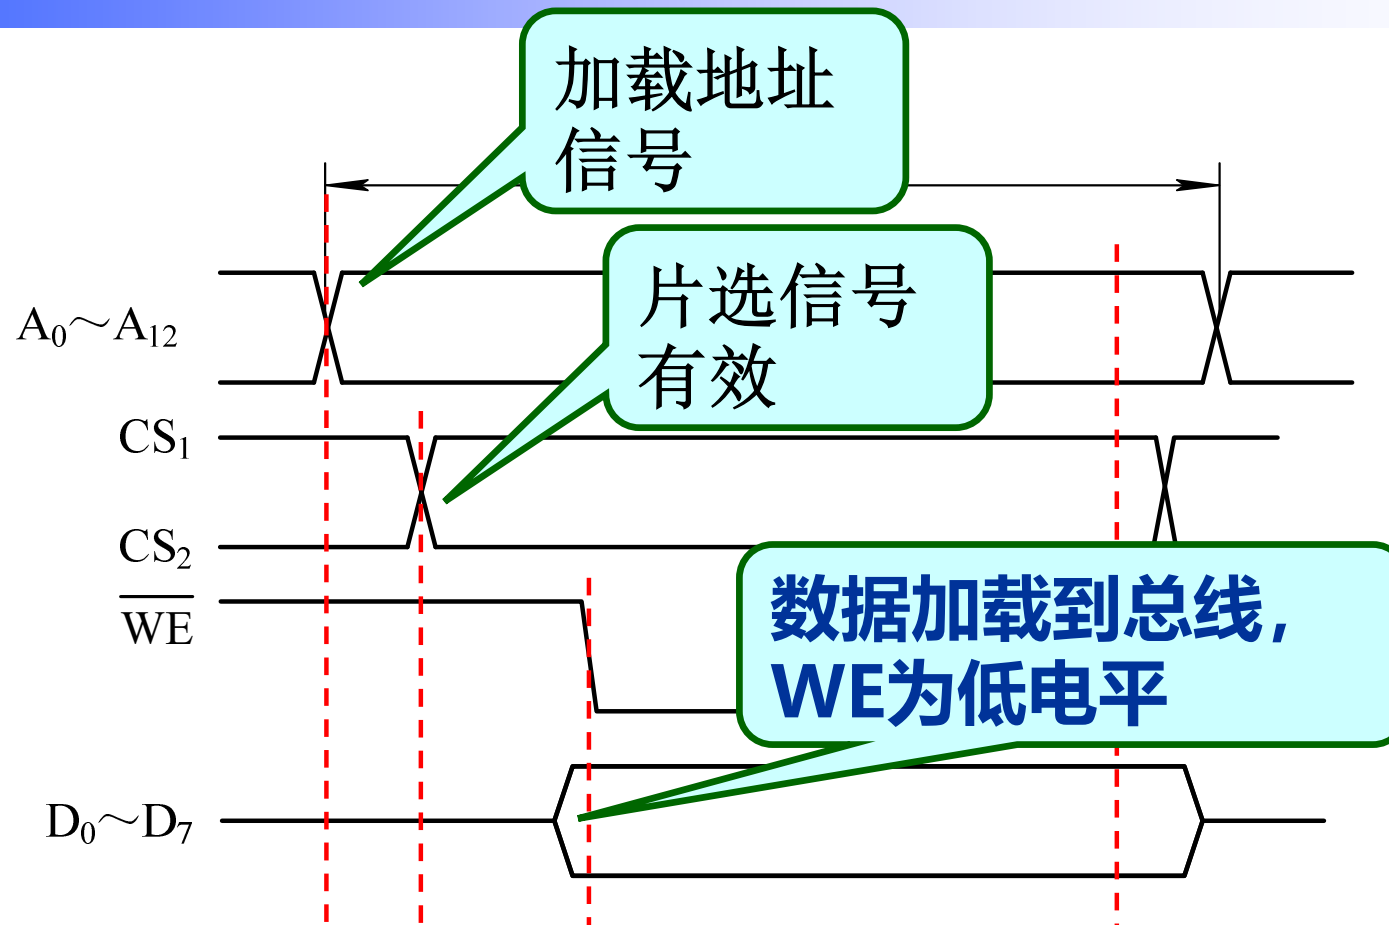 加载地址
信号
片选信号
有效
A₀～A₁₂
CS₁
CS₂
数据加载到总线，
W̅E̅
WE为低电平
D₀～D₇